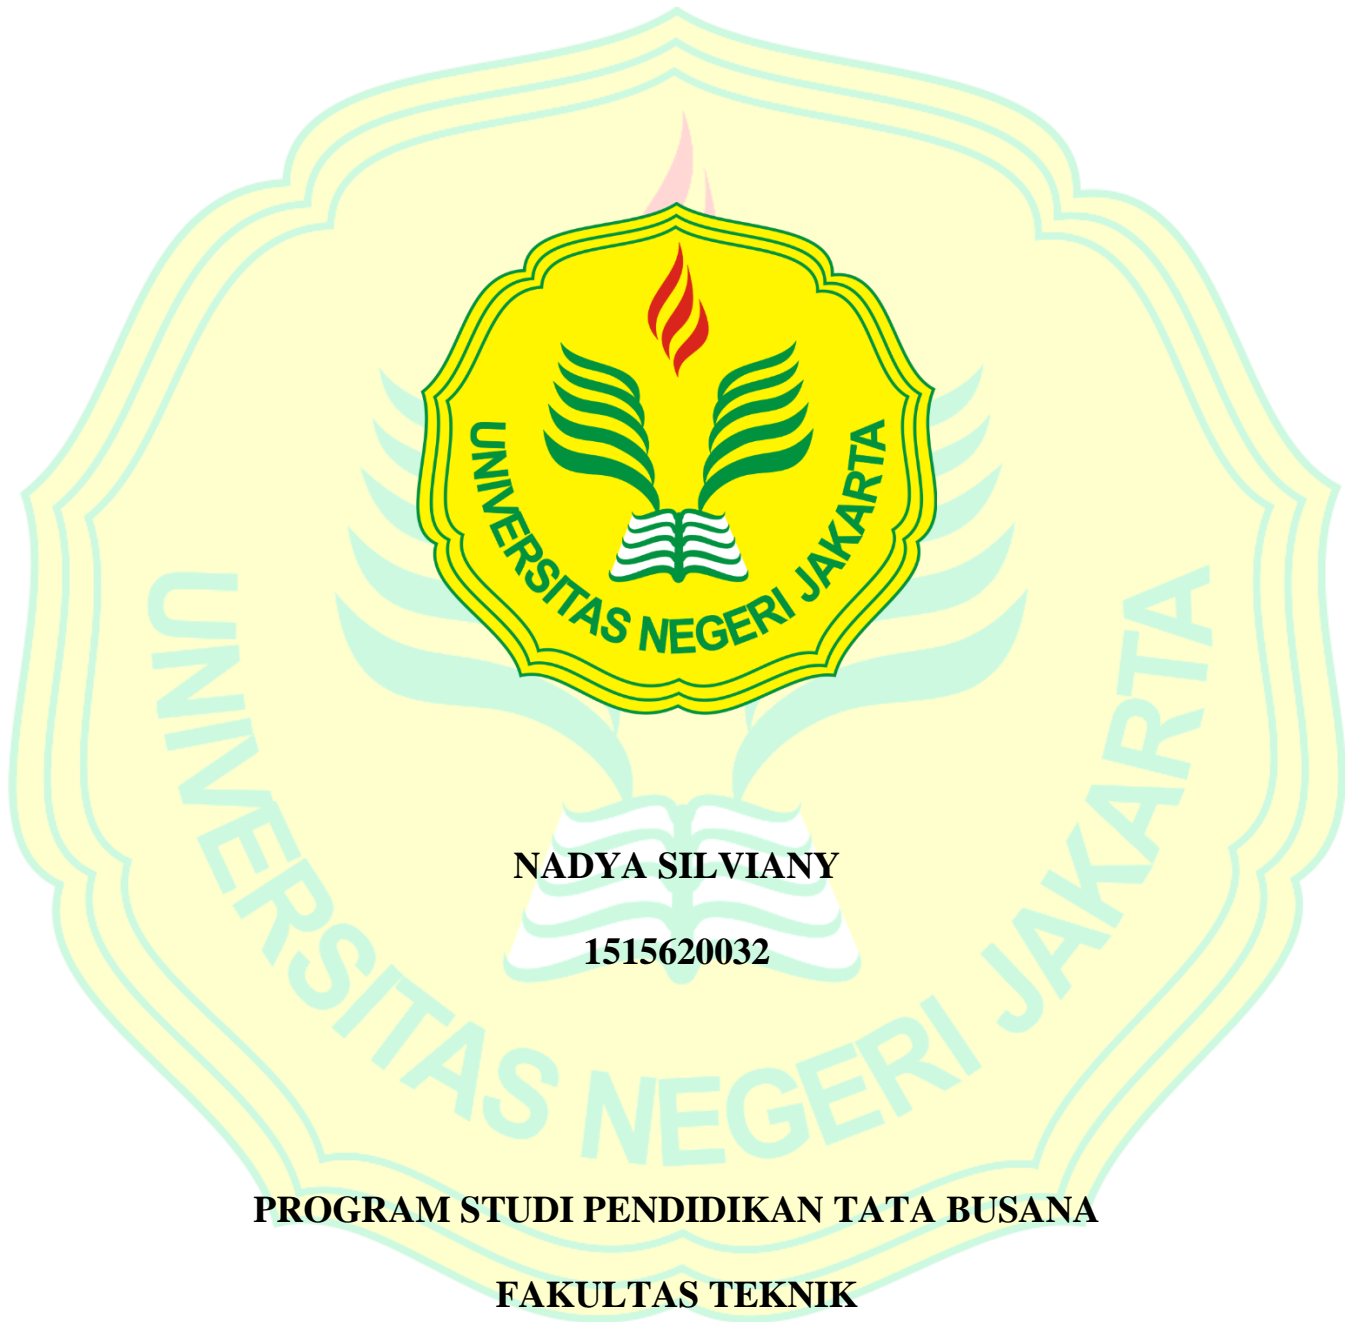 UNIVERSITAS NEGERI JAKARTA
UNIVERSITAS NEGERI JAKARTA
NADYA SILVIANY
1515620032
PROGRAM STUDI PENDIDIKAN TATA BUSANA
FAKULTAS TEKNIK